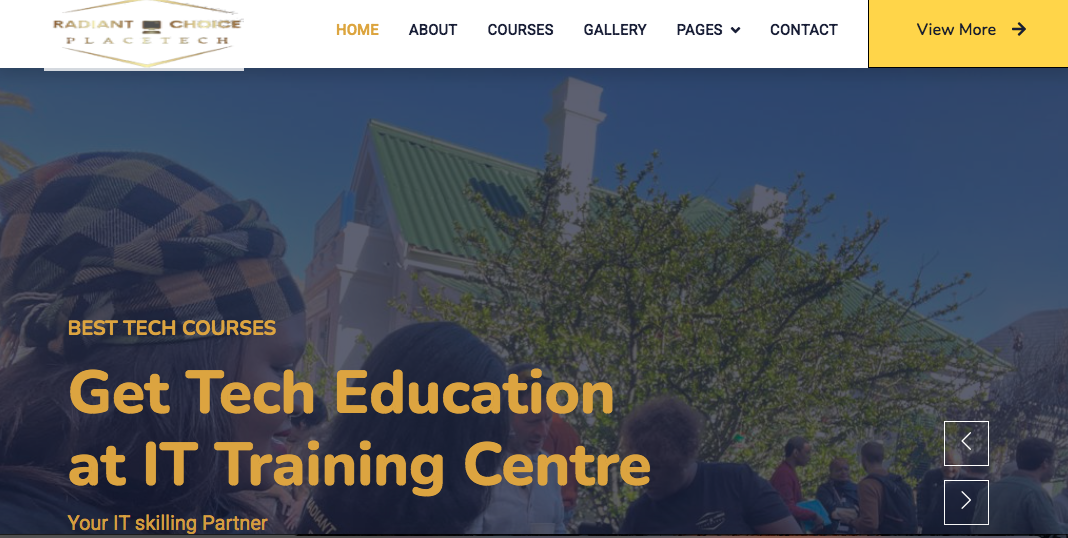 RADIANT CHOICE
PLACETECH
HOME ABOUT COURSES GALLERY PAGES CONTACT
View More
BEST TECH COURSES
Get Tech Education
at IT Training Centre
Your IT skilling Partner
RADIANT